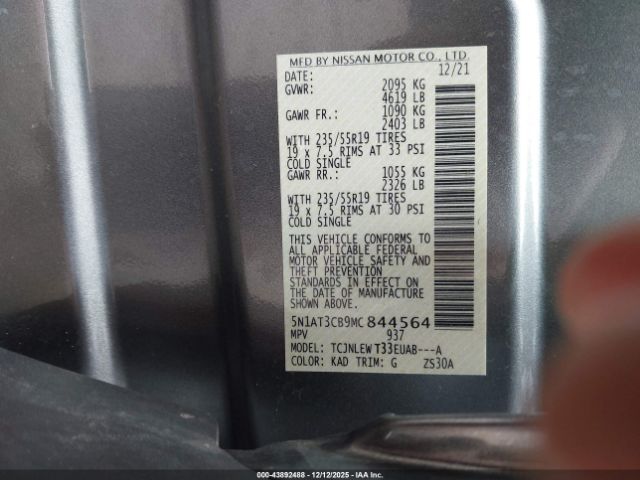 MFD BY NISSAN MOTOR CO., LTD.
DATE: 12/21
GVWR: 2095 KG
4619 LB
GAWR FR.: 1090 KG
2403 LB
WITH 235/55R19 TIRES
19 x 7.5 RIMS AT 33 PSI
COLD SINGLE
GAWR RR.: 1055 KG
2326 LB
WITH 235/55R19 TIRES
19 x 7.5 RIMS AT 30 PSI
COLD SINGLE
THIS VEHICLE CONFORMS TO
ALL APPLICABLE FEDERAL
MOTOR VEHICLE SAFETY AND
THEFT PREVENTION
STANDARDS IN EFFECT ON
THE DATE OF MANUFACTURE
SHOWN ABOVE.
5N1AT3CB9MC844564
MPV 937
MODEL: TCJNLEW T33EUAB---A
COLOR: KAD TRIM: G ZS30A
000-43892488 - 12/12/2025 - IAA Inc.